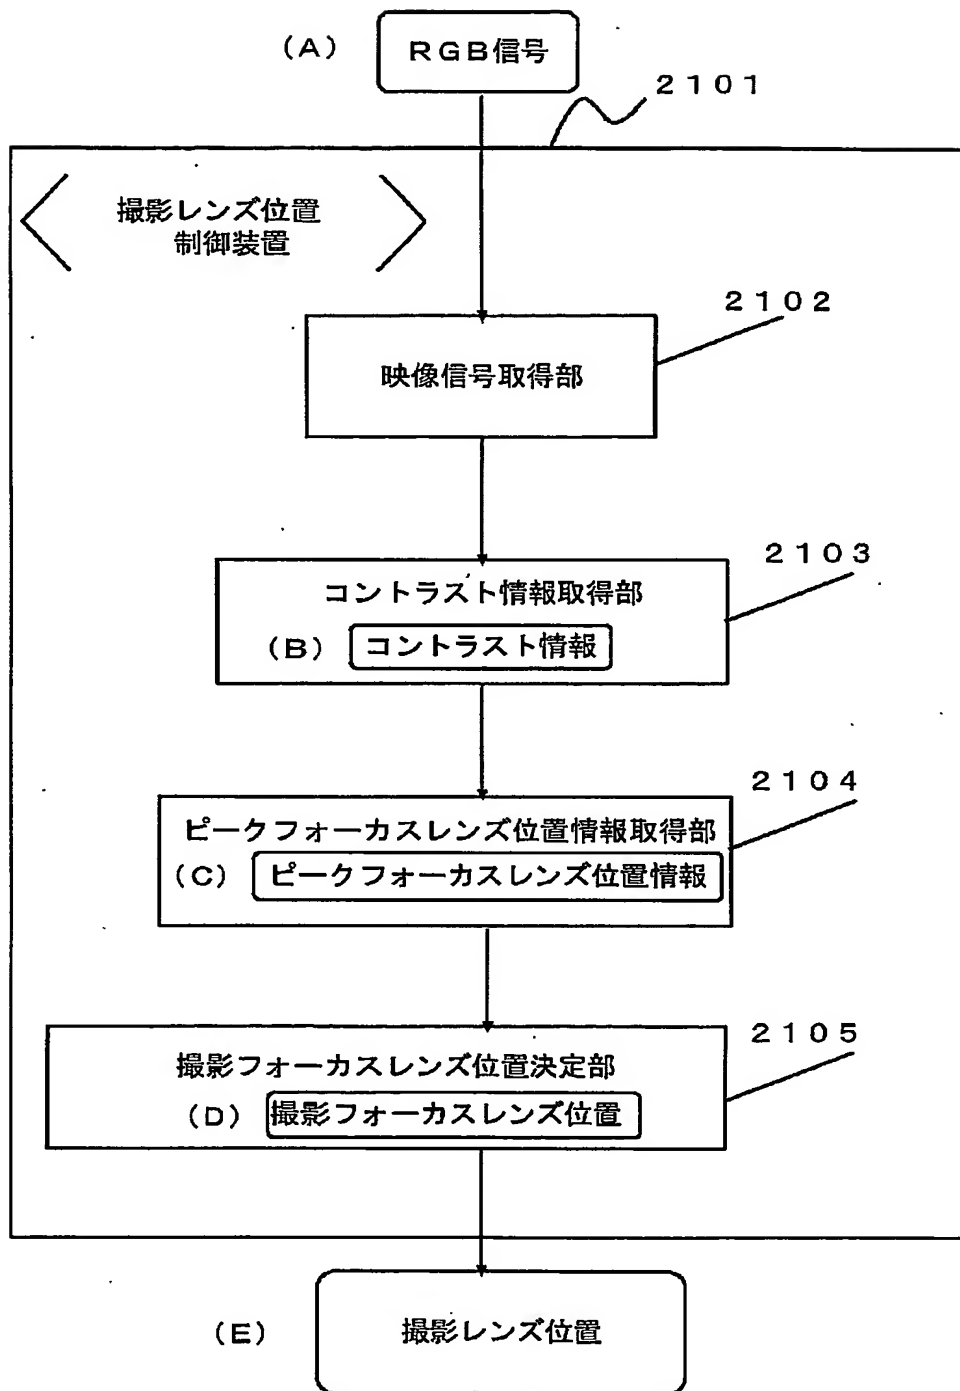 (A) RGB信号
2101
撮影レンズ位置
制御装置
2102
映像信号取得部
2103
コントラスト情報取得部
(B) コントラスト情報
2104
ピークフォーカスレンズ位置情報取得部
(C) ピークフォーカスレンズ位置情報
2105
撮影フォーカスレンズ位置決定部
(D) 撮影フォーカスレンズ位置
(E) 撮影レンズ位置